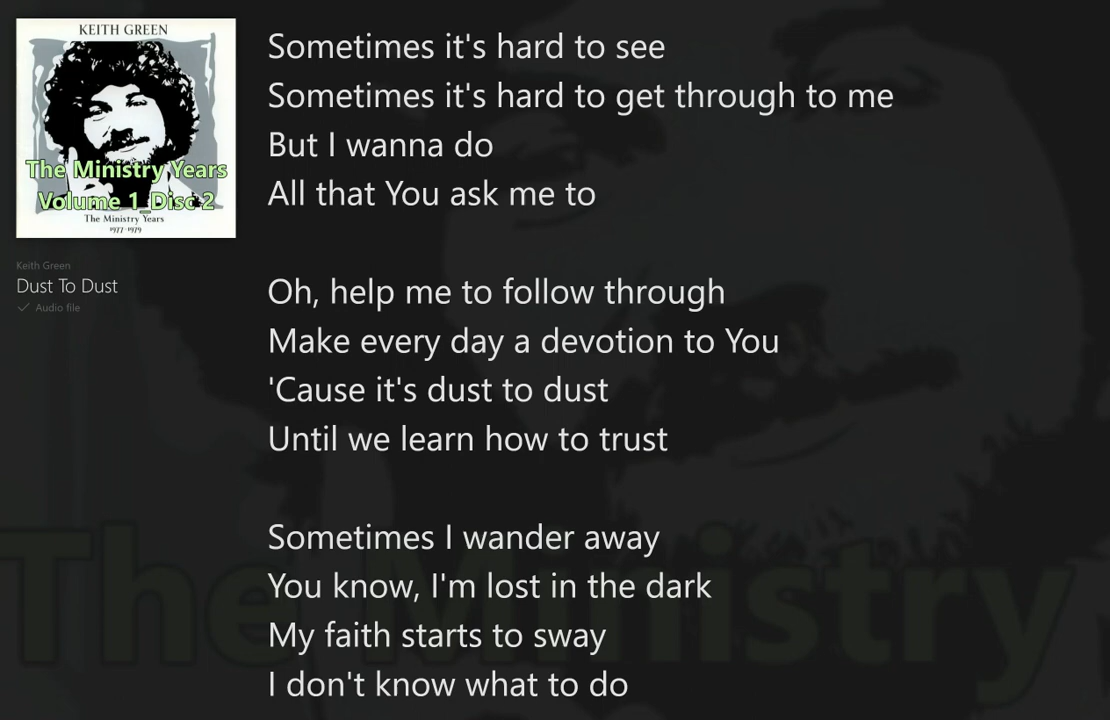 KEITH GREEN
The Ministry Years
Volume 1_Disc 2
The Ministry Years
1977-1979
Keith Green
Dust To Dust
Audio file
Sometimes it's hard to see
Sometimes it's hard to get through to me
But I wanna do
All that You ask me to
Oh, help me to follow through
Make every day a devotion to You
'Cause it's dust to dust
Until we learn how to trust
Sometimes I wander away
You know, I'm lost in the dark
My faith starts to sway
I don't know what to do
The Ministry